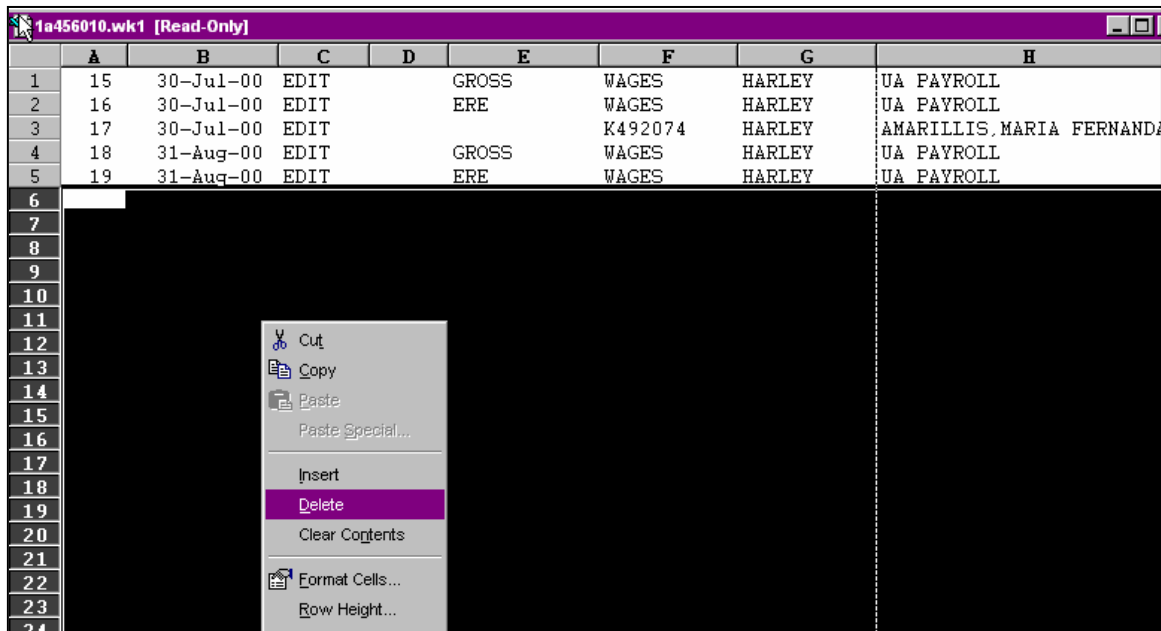 1a456010.wk1 [Read-Only]
A B C D E F G H
1 15 30-Jul-00 EDIT GROSS WAGES HARLEY UA PAYROLL
2 16 30-Jul-00 EDIT ERE WAGES HARLEY UA PAYROLL
3 17 30-Jul-00 EDIT K492074 HARLEY AMARILLIS,MARIA FERNANDA
4 18 31-Aug-00 EDIT GROSS WAGES HARLEY UA PAYROLL
5 19 31-Aug-00 EDIT ERE WAGES HARLEY UA PAYROLL
6
7
8
9
10
11
12 Cut
13 Copy
14 Paste
15
16 Paste Special...
17
18 Insert
19 Delete
20 Clear Contents
21
22 Format Cells...
23 Row Height...
24